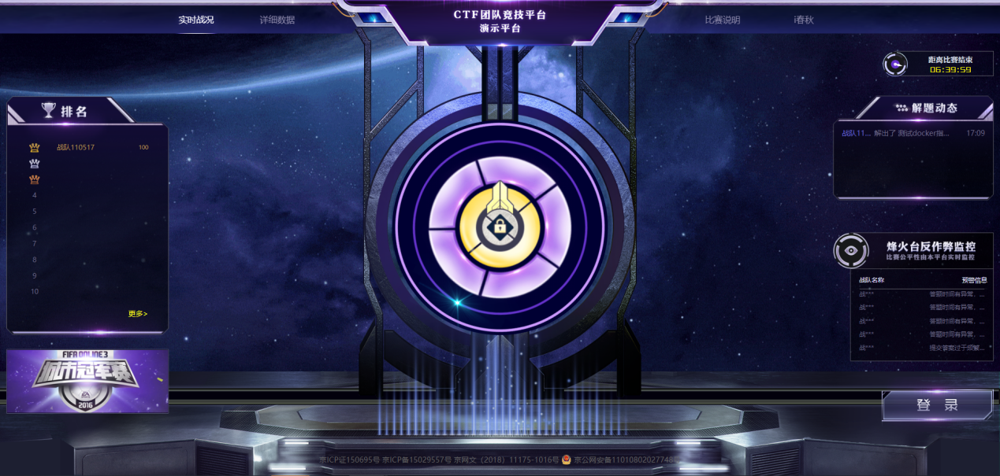 实时战况
详细数据
CTF团队竞技平台
演示平台
比赛说明
i春秋
距离比赛结束
06:39:59
排名
战队110517 100
4
5
6
7
8
9
10
更多>
解题动态
战队11... 解出了 测试docker指... 17:09
烽火台反作弊监控
比赛公平性由本平台实时监控
战队名称 预警信息
战*** 答题时间有异常，...
战*** 答题时间有异常，...
战*** 答题时间有异常，...
战*** 答题时间有异常，...
战*** 提交答案过于频繁...
FIFA ONLINE 3
城市冠军赛
EA
2016
登 录
京ICP证150695号 京ICP备15029557号 京网文（2018）11175-1016号 京公网安备11010802027748号